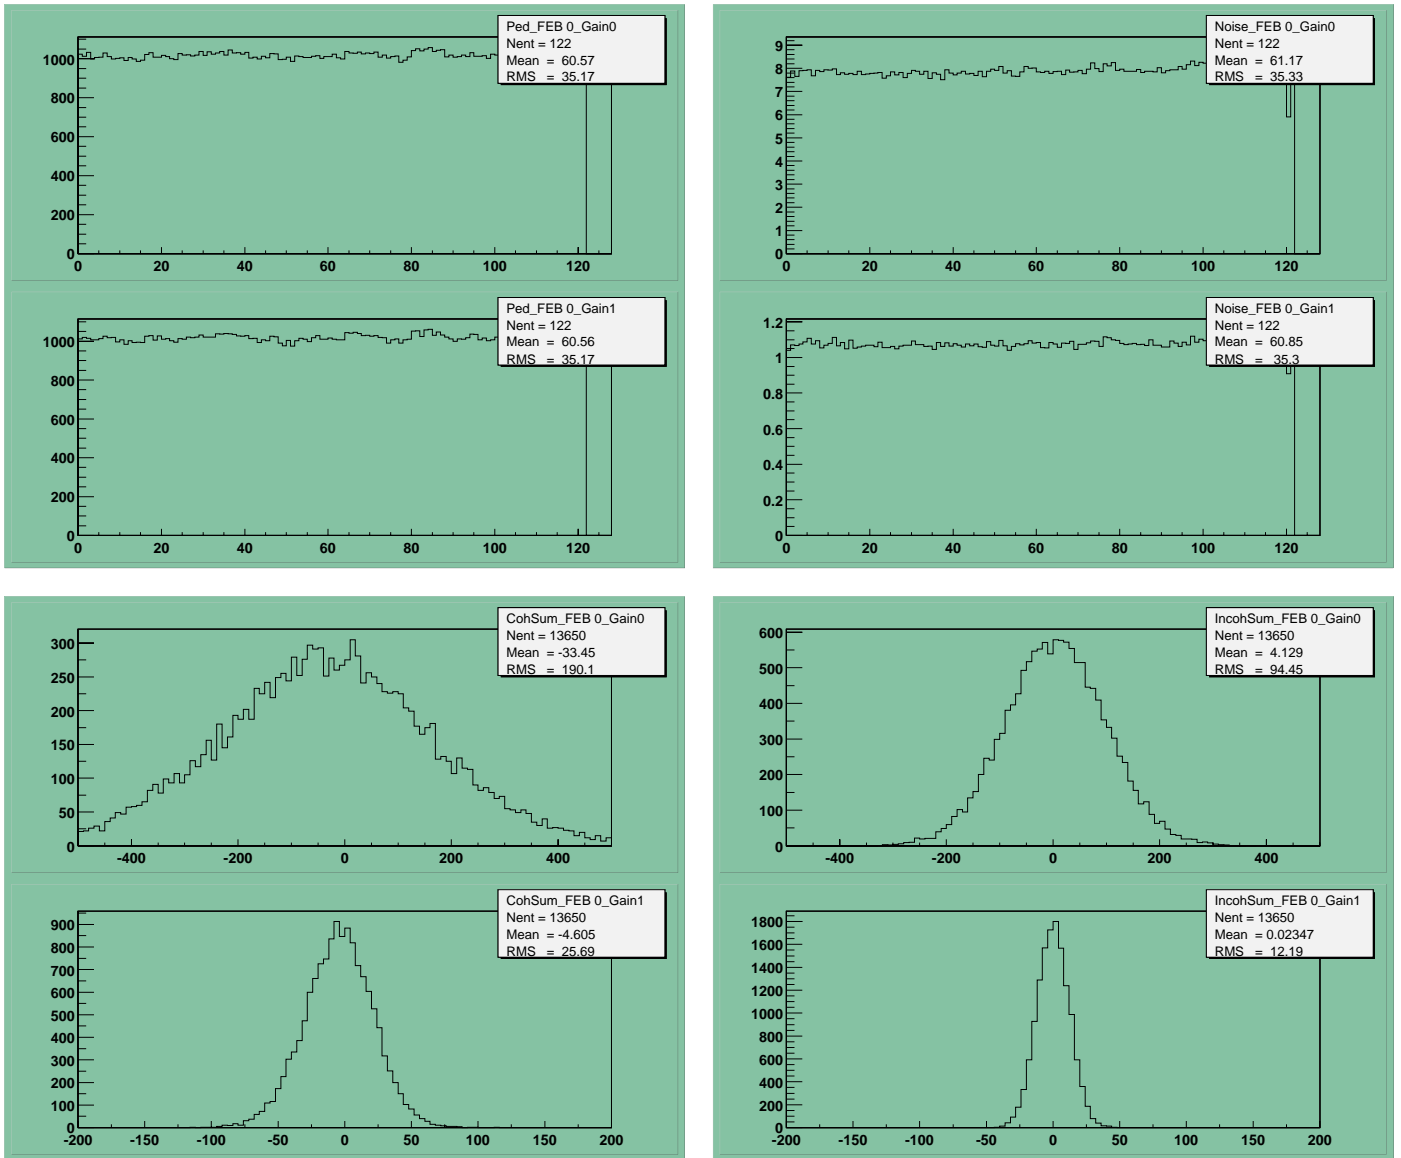 Ped_FEB 0_Gain0
Nent = 122
Mean = 60.57
RMS = 35.17
1000
800
600
400
200
0
0 20 40 60 80 100 120
Noise_FEB 0_Gain0
Nent = 122
Mean = 61.17
RMS = 35.33
9
8
7
6
5
4
3
2
1
0
0 20 40 60 80 100 120
Ped_FEB 0_Gain1
Nent = 122
Mean = 60.56
RMS = 35.17
1000
800
600
400
200
0
0 20 40 60 80 100 120
Noise_FEB 0_Gain1
Nent = 122
Mean = 60.85
RMS = 35.3
1.2
1
0.8
0.6
0.4
0.2
0
0 20 40 60 80 100 120
CohSum_FEB 0_Gain0
Nent = 13650
Mean = -33.45
RMS = 190.1
300
250
200
150
100
50
0
-400 -200 0 200 400
IncohSum_FEB 0_Gain0
Nent = 13650
Mean = 4.129
RMS = 94.45
600
500
400
300
200
100
0
-400 -200 0 200 400
CohSum_FEB 0_Gain1
Nent = 13650
Mean = -4.605
RMS = 25.69
900
800
700
600
500
400
300
200
100
0
-200 -150 -100 -50 0 50 100 150 200
IncohSum_FEB 0_Gain1
Nent = 13650
Mean = 0.02347
RMS = 12.19
1800
1600
1400
1200
1000
800
600
400
200
0
-200 -150 -100 -50 0 50 100 150 200